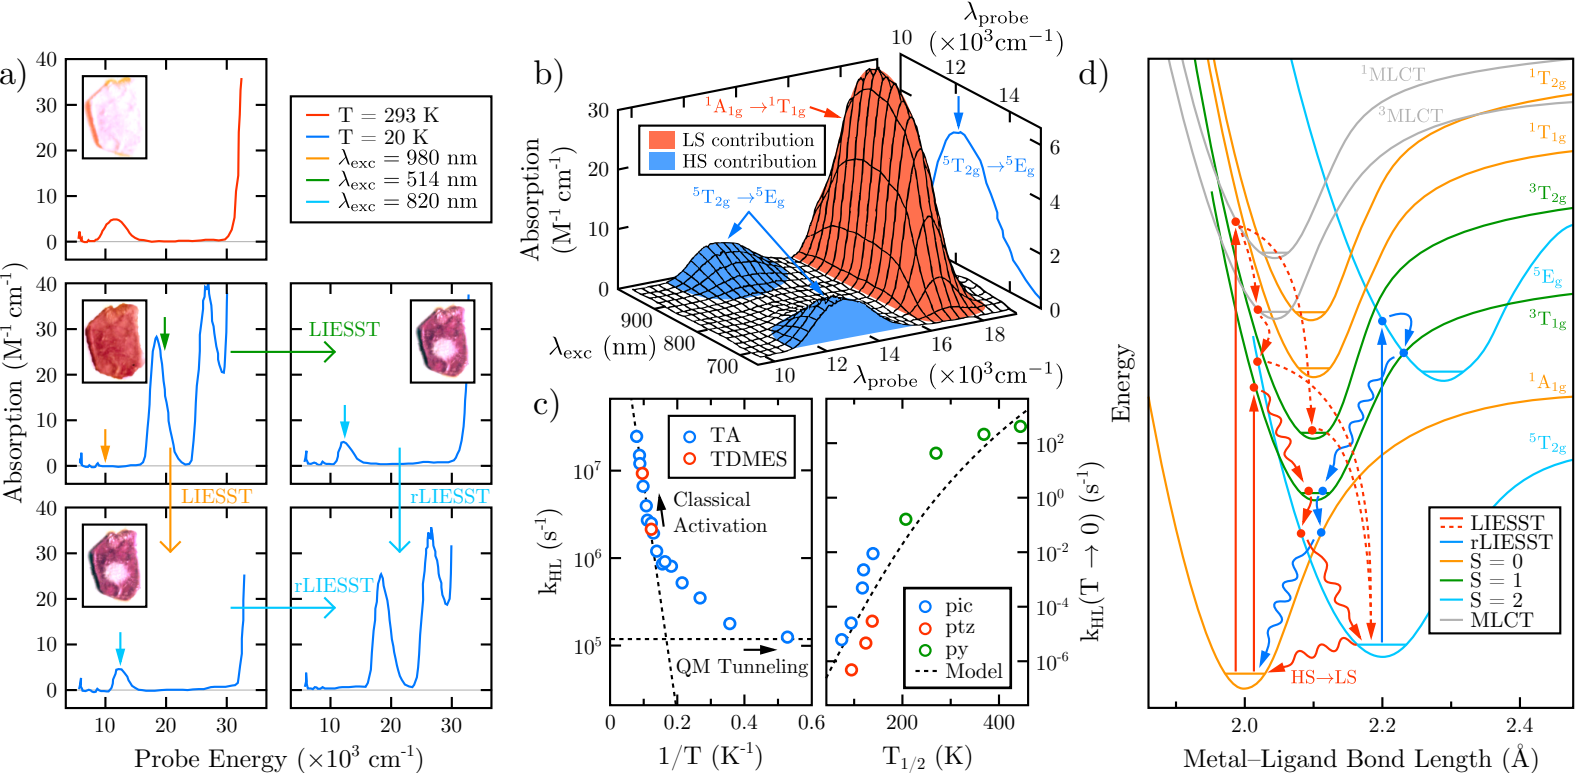 a)
40
30
20
10
0
T = 293 K
T = 20 K
λexc = 980 nm
λexc = 514 nm
λexc = 820 nm
Absorption (M⁻¹ cm⁻¹)
40
30
20
10
0
LIESST
LIESST
rLIESST
40
30
20
10
0
rLIESST
10 20 30
10 20 30
Probe Energy (×10³ cm⁻¹)
b)
λprobe
(×10³cm⁻¹)
10
12
14
¹A₁g →¹T₁g
LS contribution
HS contribution
⁵T₂g →⁵Eg
⁵T₂g →⁵Eg
Absorption
(M⁻¹ cm⁻¹)
30
20
10
0
6
4
2
0
900
800
700
λexc (nm)
10
12
14
16
18
λprobe (×10³cm⁻¹)
c)
TA
TDMES
Classical
Activation
QM Tunneling
kHL (s⁻¹)
10⁷
10⁶
10⁵
0 0.2 0.4 0.6
1/T (K⁻¹)
pic
ptz
py
Model
10²
10⁰
10⁻²
10⁻⁴
10⁻⁶
kHL(T → 0) (s⁻¹)
200 400
T₁/₂ (K)
d)
¹MLCT
³MLCT
¹T₂g
¹T₁g
³T₂g
⁵Eg
³T₁g
¹A₁g
⁵T₂g
Energy
LIESST
rLIESST
S = 0
S = 1
S = 2
MLCT
HS→LS
2.0 2.2 2.4
Metal–Ligand Bond Length (Å)